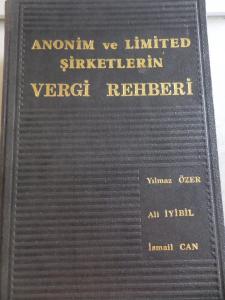 ANONİM ve LİMİTED
ŞİRKETLERİN
VERGİ REHBERİ
Yılmaz ÖZER
Ali İYİBİL
İsmail CAN